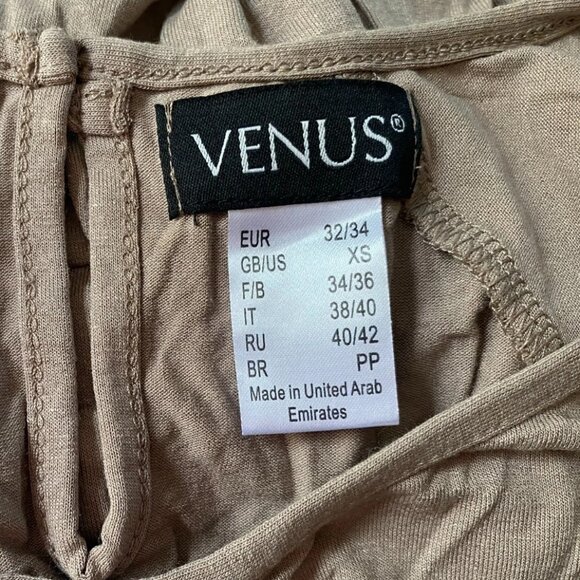 VENUS®
EUR 32/34
GB/US XS
F/B 34/36
IT 38/40
RU 40/42
BR PP
Made in United Arab
Emirates